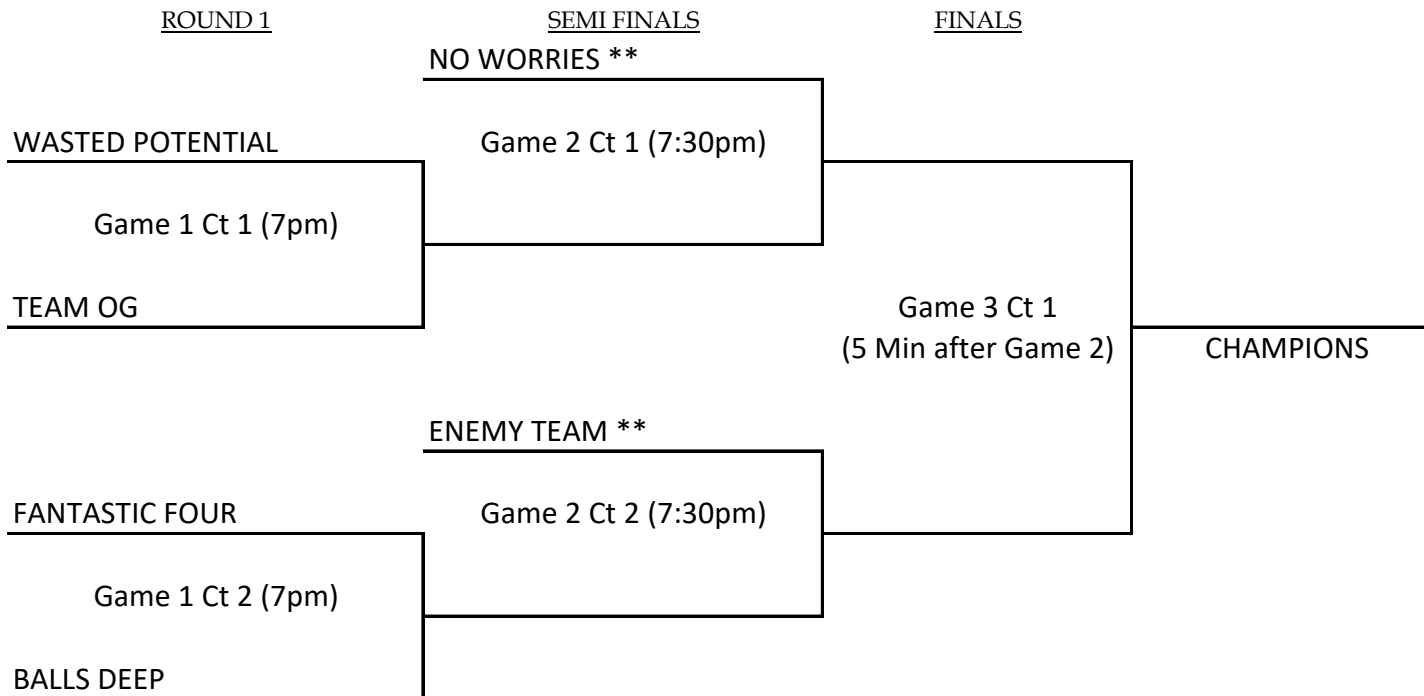 ROUND 1
SEMI FINALS
FINALS
NO WORRIES **
WASTED POTENTIAL
Game 2 Ct 1 (7:30pm)
Game 1 Ct 1 (7pm)
TEAM OG
Game 3 Ct 1
(5 Min after Game 2)
CHAMPIONS
ENEMY TEAM **
FANTASTIC FOUR
Game 2 Ct 2 (7:30pm)
Game 1 Ct 2 (7pm)
BALLS DEEP